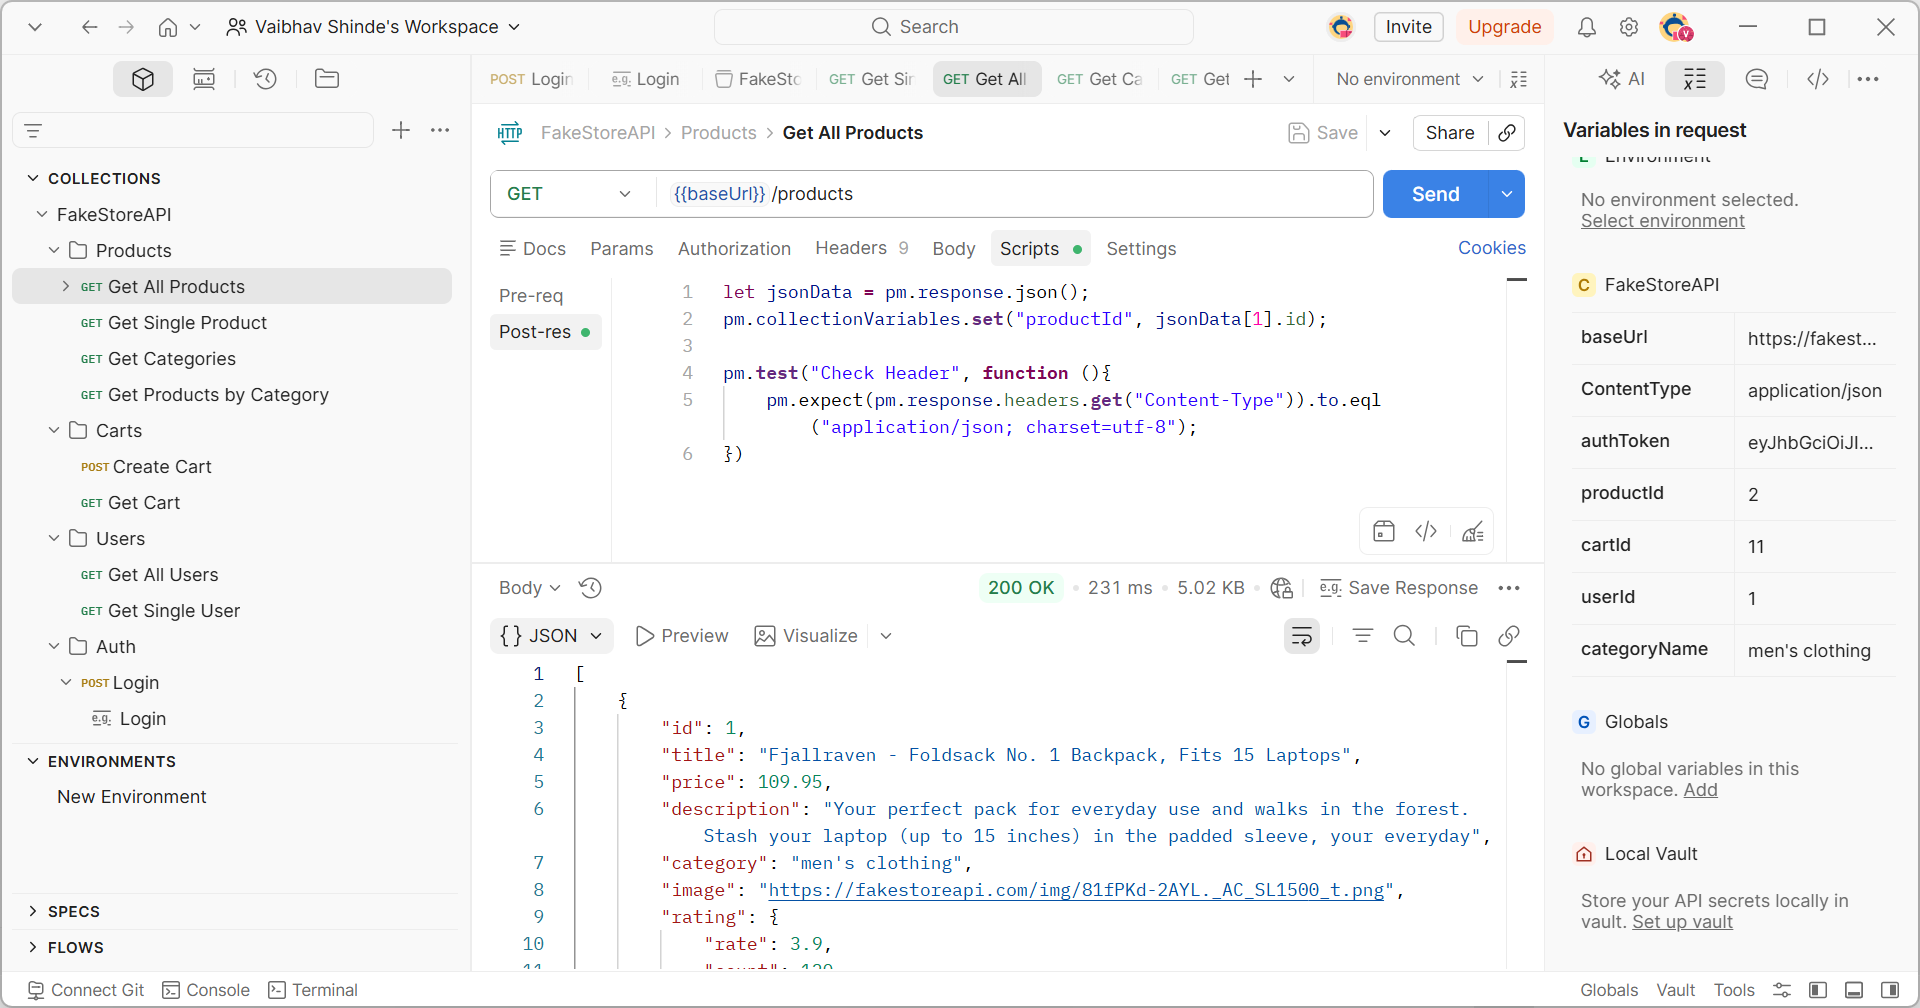 Vaibhav Shinde's Workspace
Search
Invite
Upgrade
V
COLLECTIONS
FakeStoreAPI
Products
GET Get All Products
GET Get Single Product
GET Get Categories
GET Get Products by Category
Carts
POST Create Cart
GET Get Cart
Users
GET Get All Users
GET Get Single User
Auth
POST Login
e.g. Login
ENVIRONMENTS
New Environment
SPECS
FLOWS
POST Login
e.g. Login
FakeSto
GET Get Sin
GET Get All
GET Get Ca
GET Get
No environment
HTTP FakeStoreAPI > Products > Get All Products
Save
Share
GET
{{baseUrl}} /products
Send
Docs Params Authorization Headers 9 Body Scripts Settings
Cookies
Pre-req
Post-res
1 let jsonData = pm.response.json();
2 pm.collectionVariables.set("productId", jsonData[1].id);
3
4 pm.test("Check Header", function (){
5 pm.expect(pm.response.headers.get("Content-Type")).to.eql
("application/json; charset=utf-8");
6 })
Body
200 OK • 231 ms • 5.02 KB
e.g. Save Response
{} JSON
Preview
Visualize
1 [
2 {
3 "id": 1,
4 "title": "Fjallraven - Foldsack No. 1 Backpack, Fits 15 Laptops",
5 "price": 109.95,
6 "description": "Your perfect pack for everyday use and walks in the forest.
Stash your laptop (up to 15 inches) in the padded sleeve, your everyday",
7 "category": "men's clothing",
8 "image": "https://fakestoreapi.com/img/81fPKd-2AYL._AC_SL1500_t.png",
9 "rating": {
10 "rate": 3.9,
11 "count": 120
AI
Variables in request
E Environment
No environment selected.
Select environment
C FakeStoreAPI
baseUrl https://fakest...
ContentType application/json
authToken eyJhbGciOiJI...
productId 2
cartId 11
userId 1
categoryName men's clothing
G Globals
No global variables in this
workspace. Add
Local Vault
Store your API secrets locally in
vault. Set up vault
Connect Git
Console
Terminal
Globals
Vault
Tools